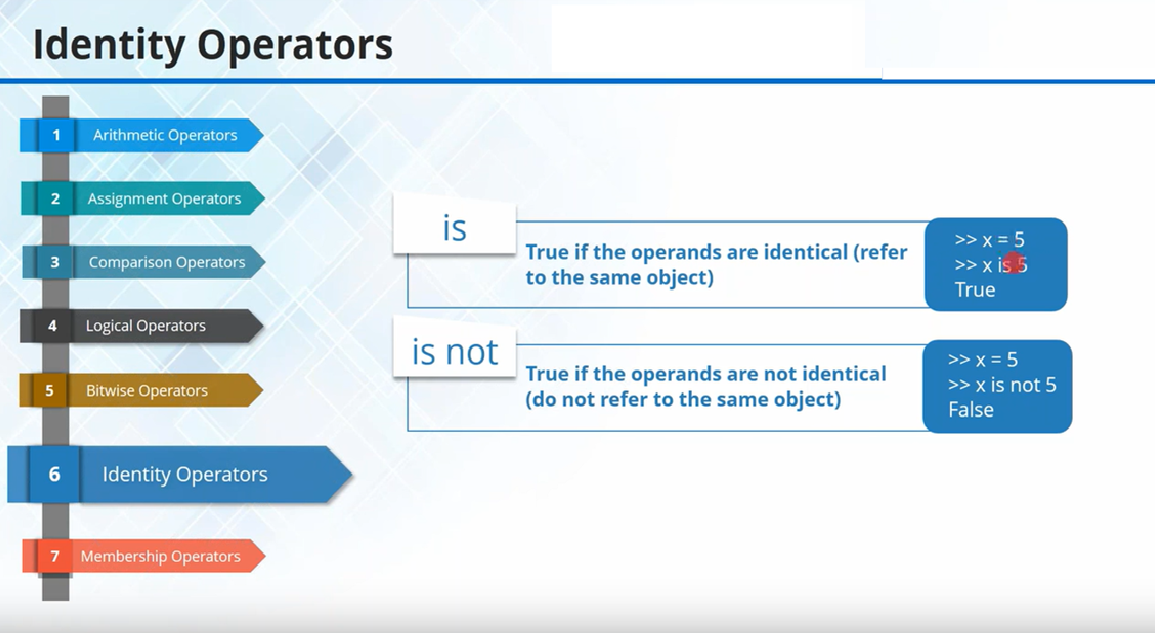 Identity Operators
1 Arithmetic Operators
2 Assignment Operators
3 Comparison Operators
4 Logical Operators
5 Bitwise Operators
6 Identity Operators
7 Membership Operators
is
True if the operands are identical (refer
to the same object)
>> x = 5
>> x is 5
True
is not
True if the operands are not identical
(do not refer to the same object)
>> x = 5
>> x is not 5
False